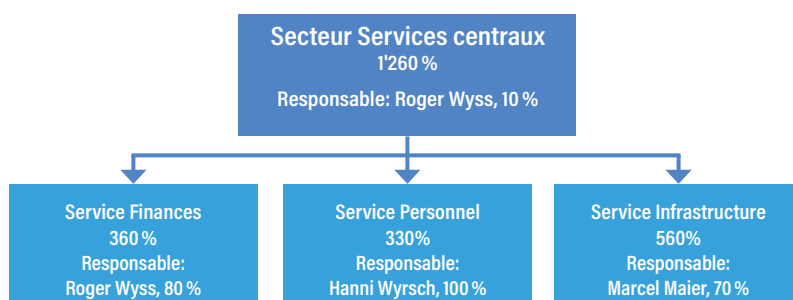 Secteur Services centraux
1'260 %
Responsable: Roger Wyss, 10 %
Service Finances
360 %
Responsable:
Roger Wyss, 80 %
Service Personnel
330%
Responsable:
Hanni Wyrsch, 100 %
Service Infrastructure
560%
Responsable:
Marcel Maier, 70 %